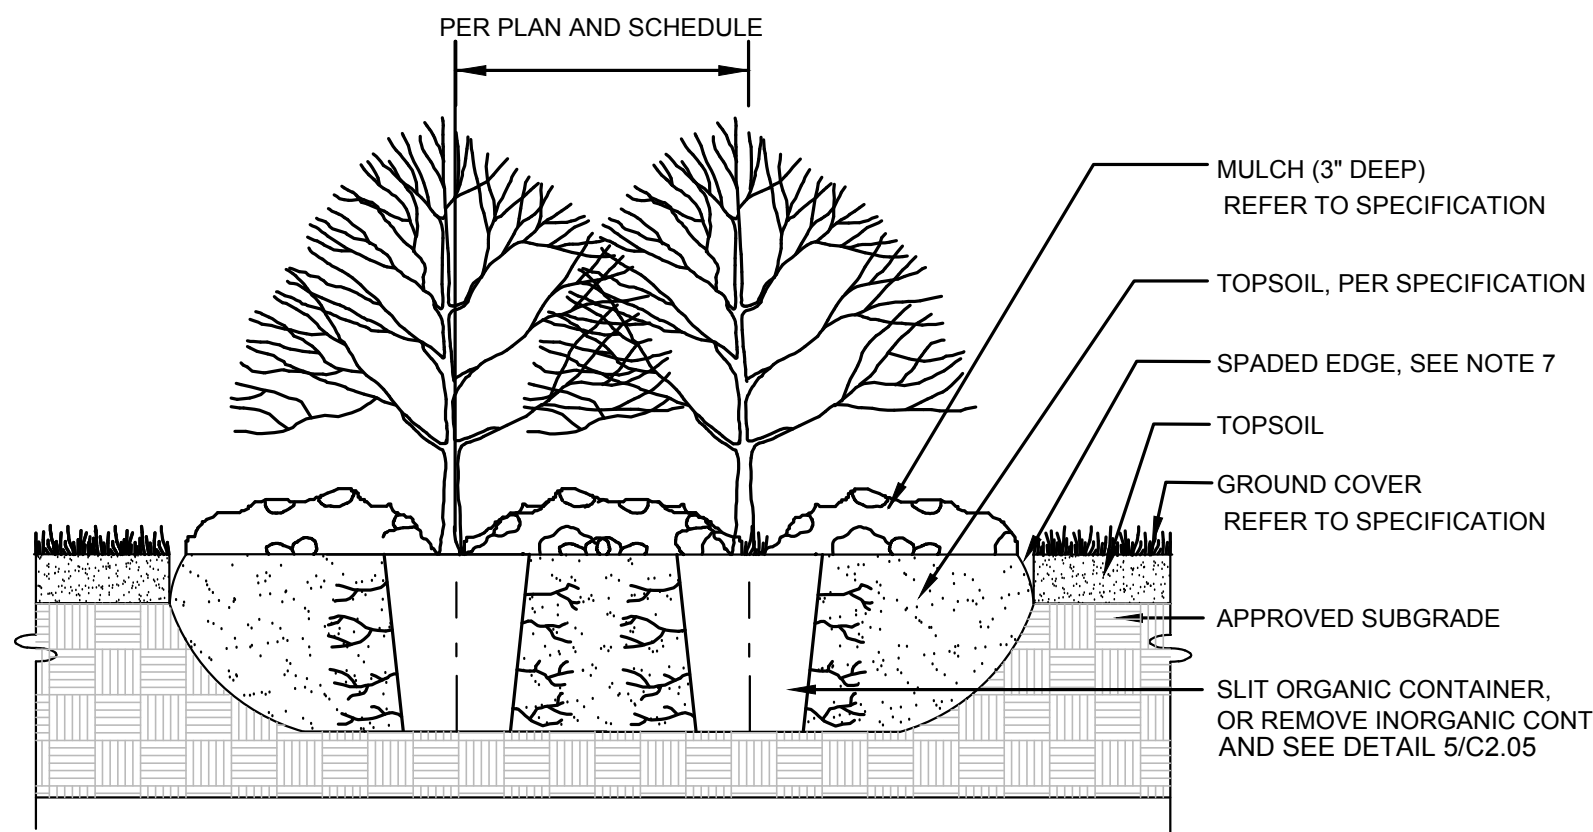 PER PLAN AND SCHEDULE
MULCH (3" DEEP)
REFER TO SPECIFICATION
TOPSOIL, PER SPECIFICATION
SPADED EDGE, SEE NOTE 7
TOPSOIL
GROUND COVER
REFER TO SPECIFICATION
APPROVED SUBGRADE
SLIT ORGANIC CONTAINER,
OR REMOVE INORGANIC CONT
AND SEE DETAIL 5/C2.05